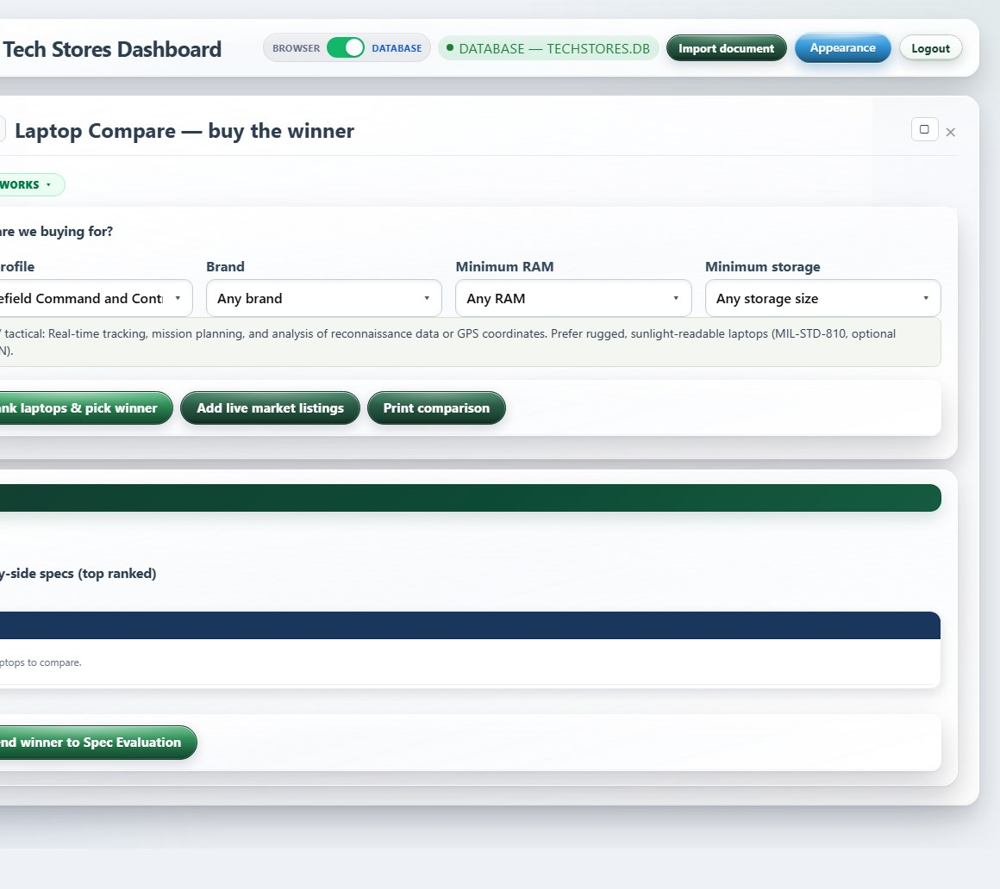 Tech Stores Dashboard
BROWSER DATABASE
DATABASE — TECHSTORES.DB
Import document
Appearance
Logout
Laptop Compare — buy the winner
WORKS
are we buying for?
rofile
Brand
Minimum RAM
Minimum storage
efield Command and Cont
Any brand
Any RAM
Any storage size
/ tactical: Real-time tracking, mission planning, and analysis of reconnaissance data or GPS coordinates. Prefer rugged, sunlight-readable laptops (MIL-STD-810, optional
N).
nk laptops & pick winner
Add live market listings
Print comparison
y-side specs (top ranked)
ptops to compare.
nd winner to Spec Evaluation